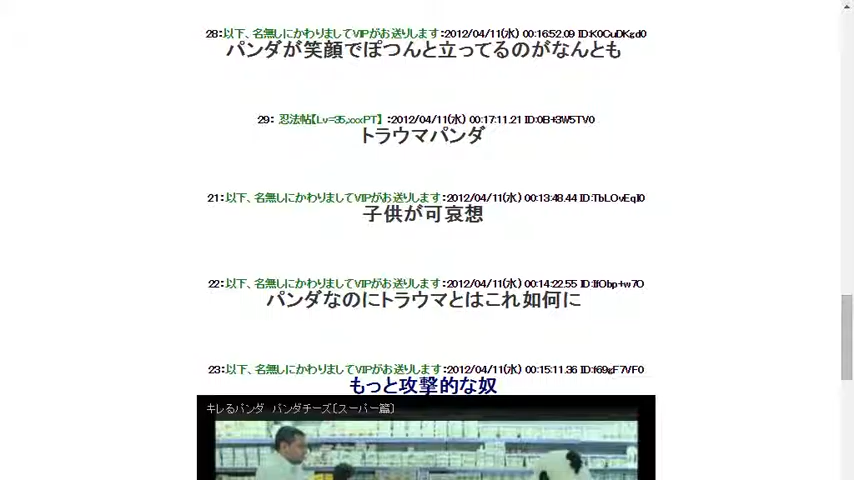 28：以下、名無しにかわりましてVIPがお送りします：2012/04/11(水) 00:16:52.09 ID:K0CuDKgd0
パンダが笑顔でぽつんと立ってるのがなんとも
29： 忍法帖【Lv=35,xxxPT】 ：2012/04/11(水) 00:17:11.21 ID:0B+3W5TV0
トラウマパンダ
21：以下、名無しにかわりましてVIPがお送りします：2012/04/11(水) 00:13:48.44 ID:TbLOvEqI0
子供が可哀想
22：以下、名無しにかわりましてVIPがお送りします：2012/04/11(水) 00:14:22.55 ID:lfObp+w7O
パンダなのにトラウマとはこれ如何に
23：以下、名無しにかわりましてVIPがお送りします：2012/04/11(水) 00:15:11.36 ID:f69gF7VF0
もっと攻撃的な奴
キレるパンダ　パンダチーズ〔スーパー篇〕